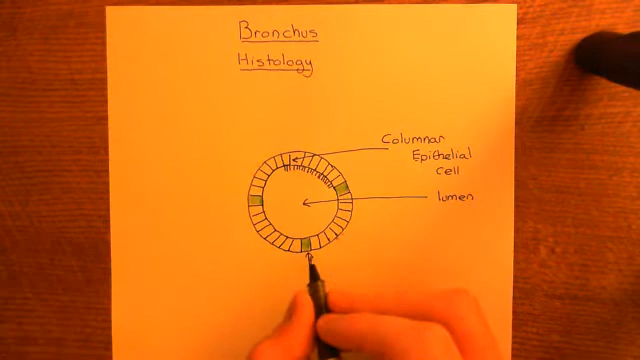 Bronchus
Histology
Columnar
Epithelial
Cell
lumen